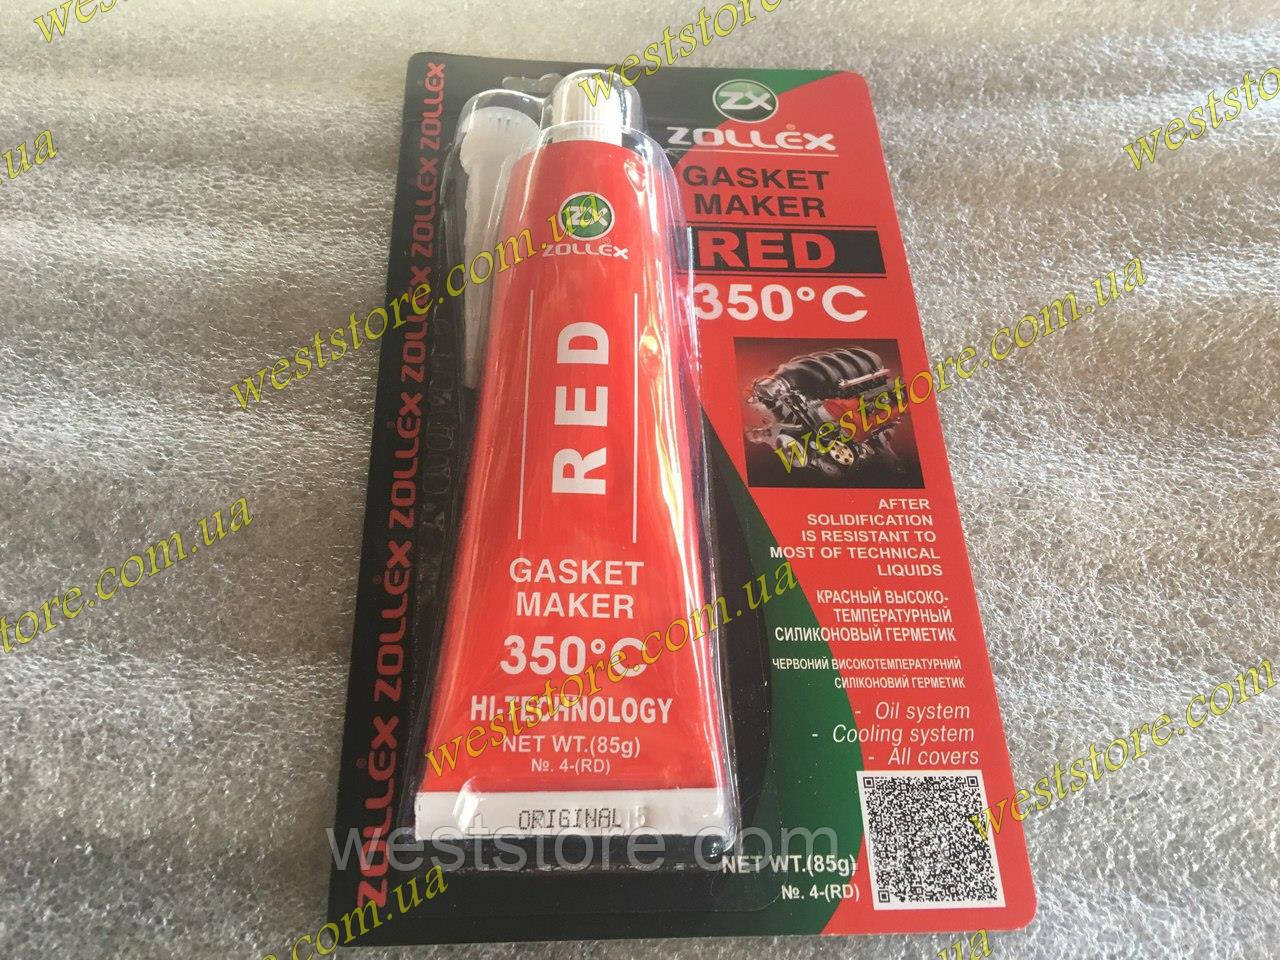 ZX
ZOLLEX
GASKET
MAKER
RED
350°C
AFTER
SOLIDIFICATION
IS RESISTANT TO
MOST OF TECHNICAL
LIQUIDS
КРАСНЫЙ ВЫСОКО-
ТЕМПЕРАТУРНЫЙ
СИЛИКОНОВЫЙ ГЕРМЕТИК
ЧЕРВОНИЙ ВИСОКОТЕМПЕРАТУРНИЙ
СИЛІКОНОВИЙ ГЕРМЕТИК
- Oil system
- Cooling system
- All covers
NET WT.(85g)
№. 4-(RD)
ZX
ZOLLEX®
RED
GASKET
MAKER
350°C
HI-TECHNOLOGY
NET WT.(85g)
№. 4-(RD)
ORIGINAL
ZOLLEX ZOLLEX ZOLLEX ZOLLEX ZOLLEX ZOLLEX
weststore.com.ua
weststore.com.ua
weststore.com.ua
weststore.com.ua
weststore.com.ua
weststore.com.ua
weststore.com